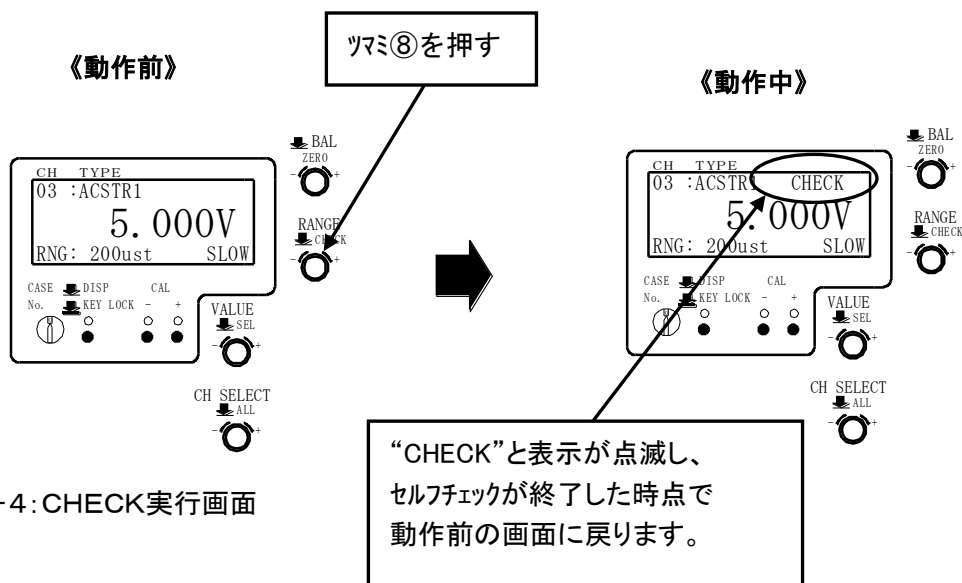 ﾂﾏﾐ⑧を押す
《動作前》
《動作中》
BAL
ZERO
- +
RANGE
CHECK
- +
CH TYPE
03 :ACSTR1
5.000V
RNG: 200ust SLOW
CASE DISP CAL
No. KEY LOCK - +
VALUE
SEL
- +
CH SELECT
ALL
- +
BAL
ZERO
- +
RANGE
CHECK
- +
CH TYPE
03 :ACSTR1 CHECK
5.000V
RNG: 200ust SLOW
CASE DISP CAL
No. KEY LOCK - +
VALUE
SEL
- +
CH SELECT
ALL
- +
“CHECK”と表示が点滅し、
ｾﾙﾌﾁｪｯｸが終了した時点で
動作前の画面に戻ります。
-4:CHECK実行画面